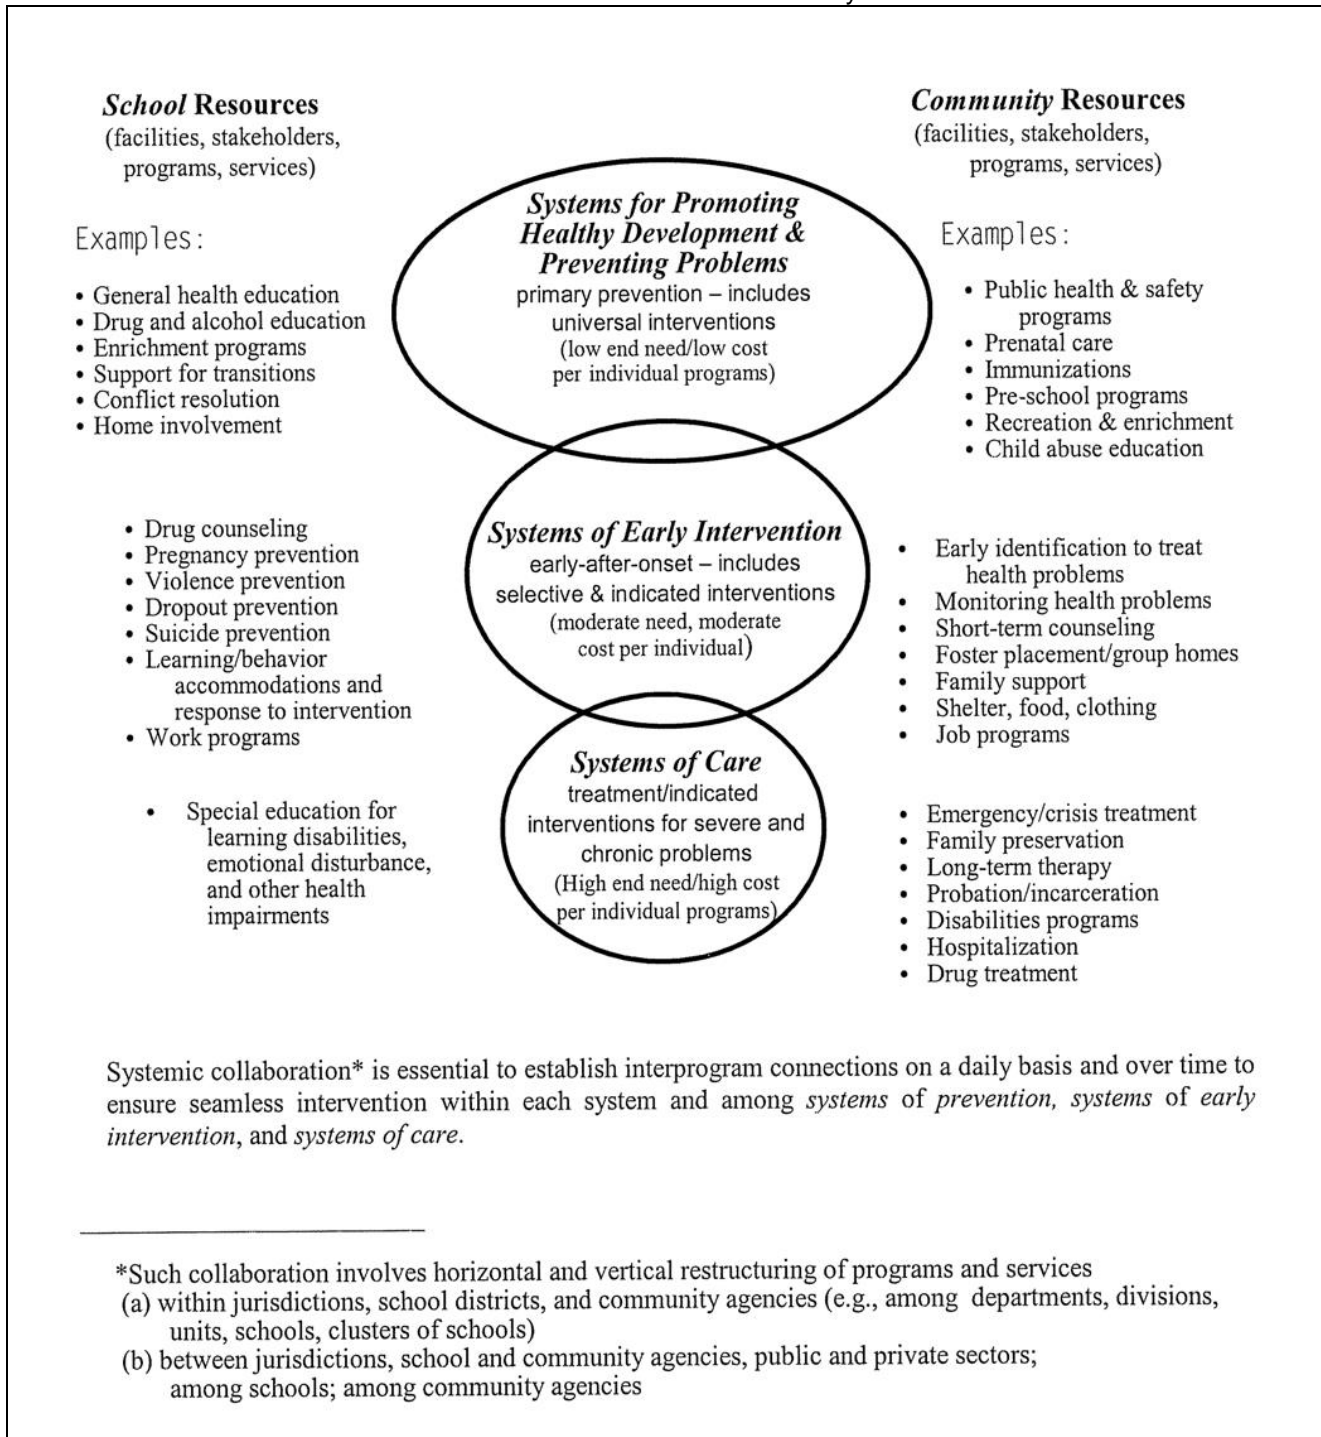 School Resources
(facilities, stakeholders,
programs, services)
Examples:
• General health education
• Drug and alcohol education
• Enrichment programs
• Support for transitions
• Conflict resolution
• Home involvement
• Drug counseling
• Pregnancy prevention
• Violence prevention
• Dropout prevention
• Suicide prevention
• Learning/behavior
accommodations and
response to intervention
• Work programs
• Special education for
learning disabilities,
emotional disturbance,
and other health
impairments
Systems for Promoting
Healthy Development &
Preventing Problems
primary prevention – includes
universal interventions
(low end need/low cost
per individual programs)
Systems of Early Intervention
early-after-onset – includes
selective & indicated interventions
(moderate need, moderate
cost per individual)
Systems of Care
treatment/indicated
interventions for severe and
chronic problems
(High end need/high cost
per individual programs)
Community Resources
(facilities, stakeholders,
programs, services)
Examples:
• Public health & safety
programs
• Prenatal care
• Immunizations
• Pre-school programs
• Recreation & enrichment
• Child abuse education
• Early identification to treat
health problems
• Monitoring health problems
• Short-term counseling
• Foster placement/group homes
• Family support
• Shelter, food, clothing
• Job programs
• Emergency/crisis treatment
• Family preservation
• Long-term therapy
• Probation/incarceration
• Disabilities programs
• Hospitalization
• Drug treatment
Systemic collaboration* is essential to establish interprogram connections on a daily basis and over time to
ensure seamless intervention within each system and among systems of prevention, systems of early
intervention, and systems of care.
*Such collaboration involves horizontal and vertical restructuring of programs and services
(a) within jurisdictions, school districts, and community agencies (e.g., among departments, divisions,
units, schools, clusters of schools)
(b) between jurisdictions, school and community agencies, public and private sectors;
among schools; among community agencies